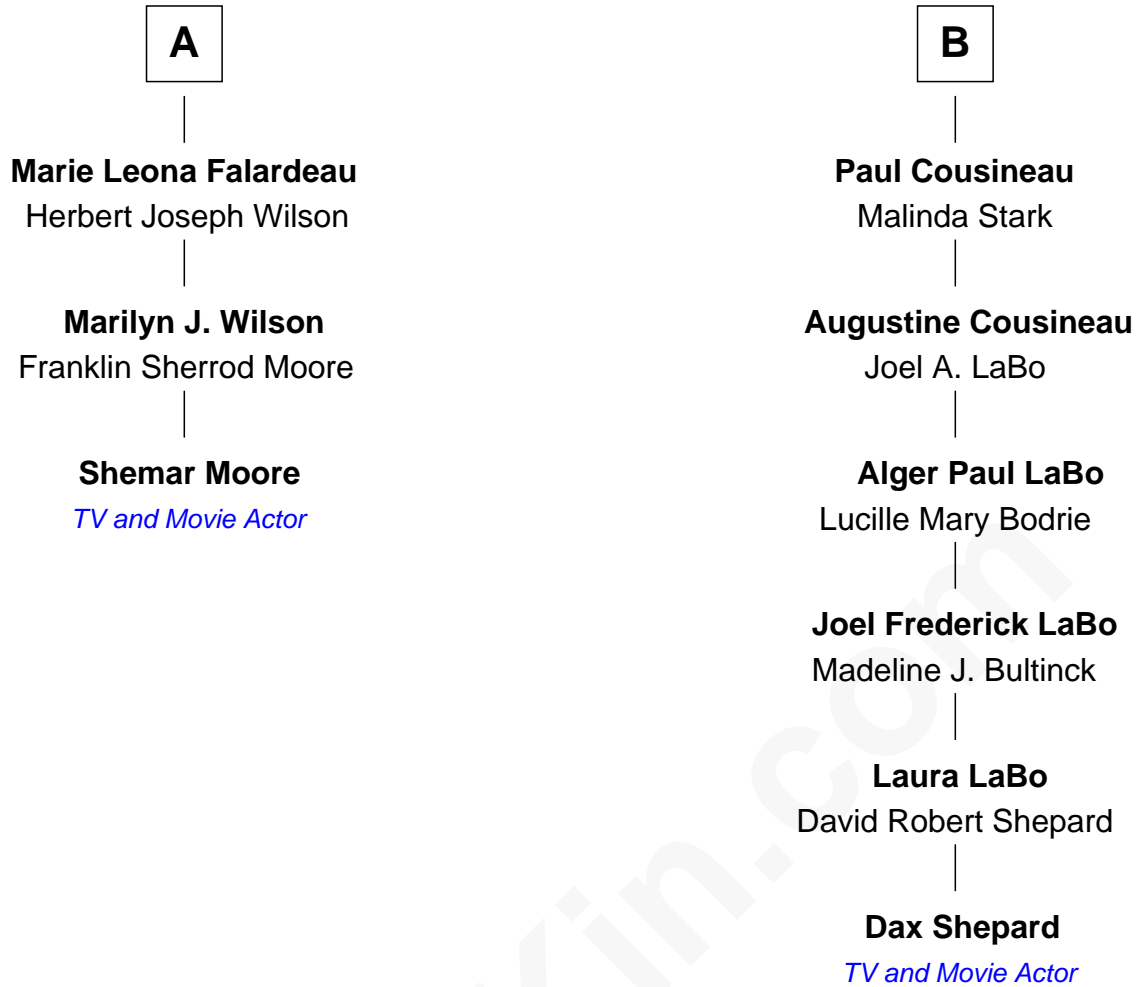 A
Marie Leona Falardeau
Herbert Joseph Wilson
Marilyn J. Wilson
Franklin Sherrod Moore
Shemar Moore
TV and Movie Actor
B
Paul Cousineau
Malinda Stark
Augustine Cousineau
Joel A. LaBo
Alger Paul LaBo
Lucille Mary Bodrie
Joel Frederick LaBo
Madeline J. Bultinck
Laura LaBo
David Robert Shepard
Dax Shepard
TV and Movie Actor
Kin.com